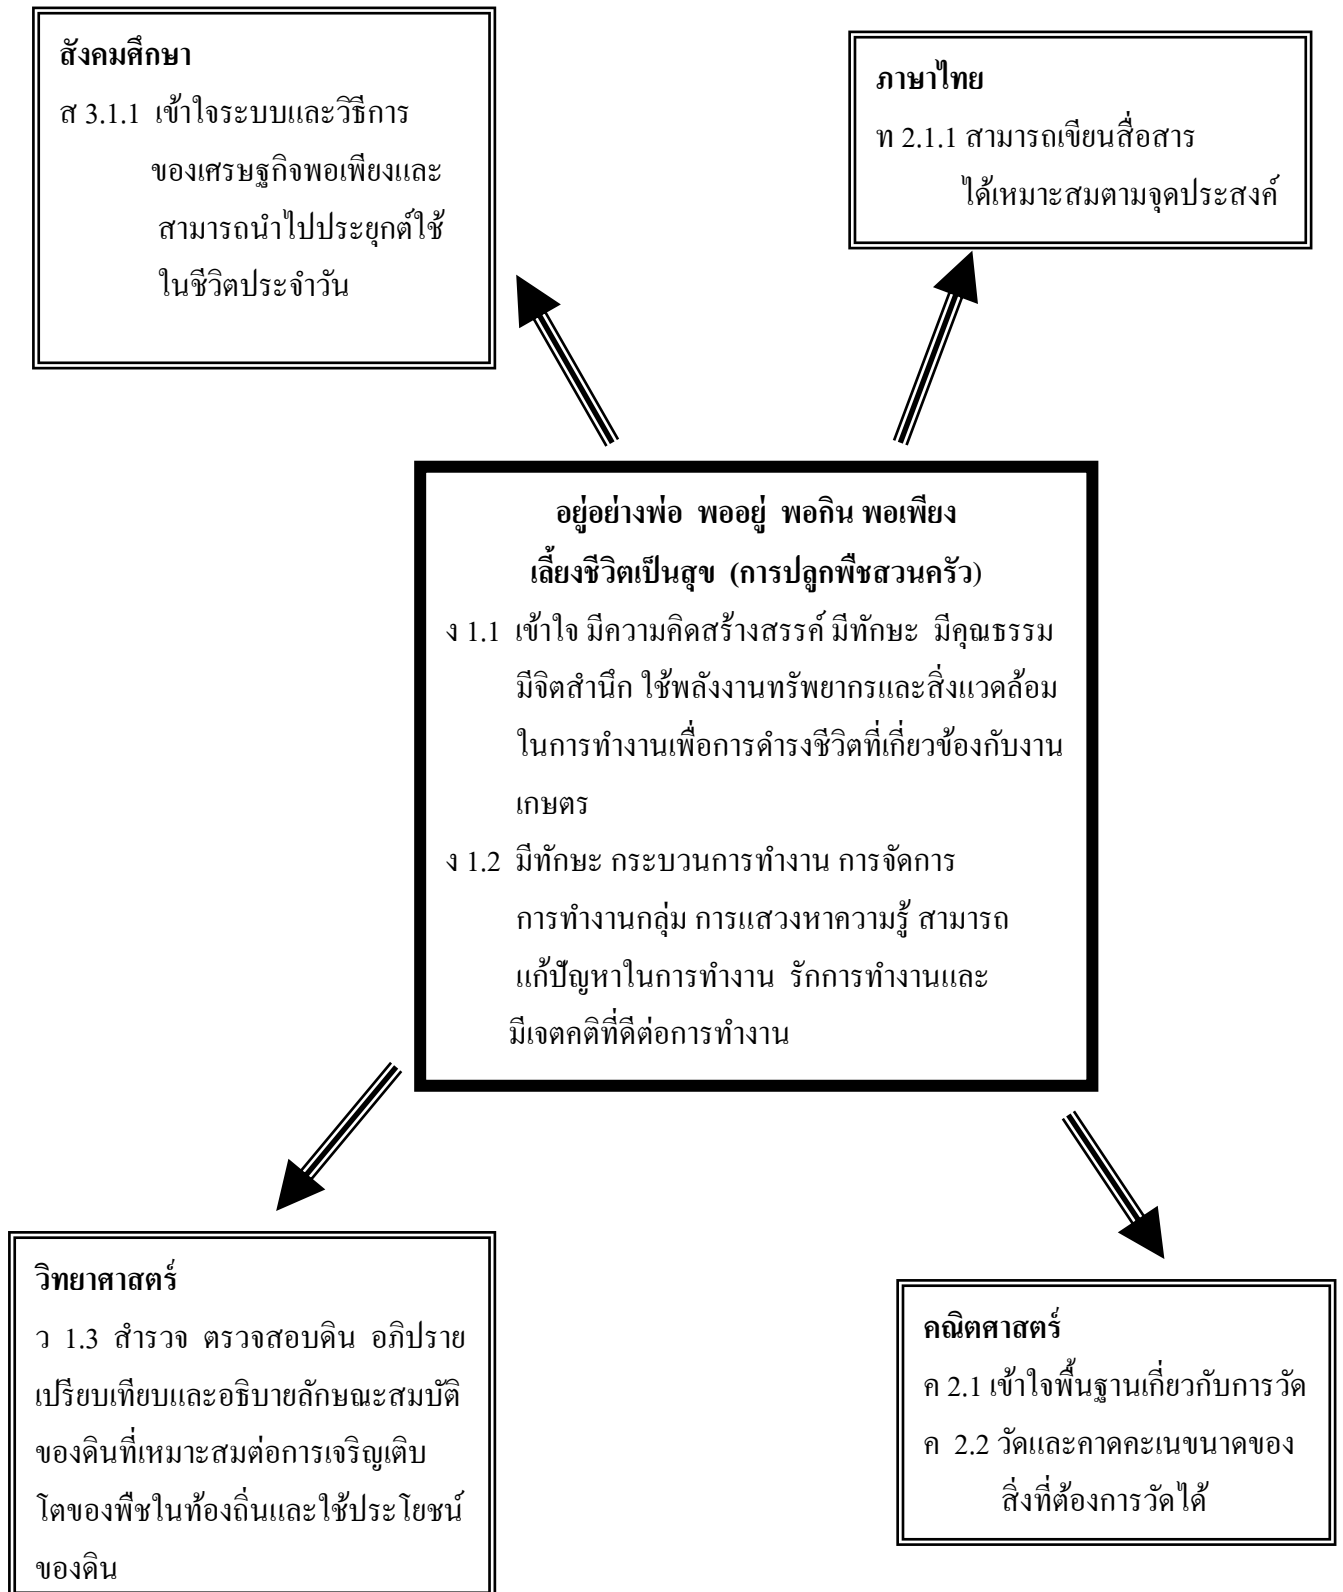 สังคมศึกษา
ส 3.1.1 เข้าใจระบบและวิธีการ
ของเศรษฐกิจพอเพียงและ
สามารถนำไปประยุกต์ใช้
ในชีวิตประจำวัน
ภาษาไทย
ท 2.1.1 สามารถเขียนสื่อสาร
ได้เหมาะสมตามจุดประสงค์
อยู่อย่างพ่อ พออยู่ พอกิน พอเพียง
เลี้ยงชีวิตเป็นสุข (การปลูกพืชสวนครัว)
ง 1.1 เข้าใจ มีความคิดสร้างสรรค์ มีทักษะ มีคุณธรรม
มีจิตสำนึก ใช้พลังงานทรัพยากรและสิ่งแวดล้อม
ในการทำงานเพื่อการดำรงชีวิตที่เกี่ยวข้องกับงาน
เกษตร
ง 1.2 มีทักษะ กระบวนการทำงาน การจัดการ
การทำงานกลุ่ม การแสวงหาความรู้ สามารถ
แก้ปัญหาในการทำงาน รักการทำงานและ
มีเจตคติที่ดีต่อการทำงาน
วิทยาศาสตร์
ว 1.3 สำรวจ ตรวจสอบดิน อภิปราย
เปรียบเทียบและอธิบายลักษณะสมบัติ
ของดินที่เหมาะสมต่อการเจริญเติบ
โตของพืชในท้องถิ่นและใช้ประโยชน์
ของดิน
คณิตศาสตร์
ค 2.1 เข้าใจพื้นฐานเกี่ยวกับการวัด
ค 2.2 วัดและคาดคะเนขนาดของ
สิ่งที่ต้องการวัดได้